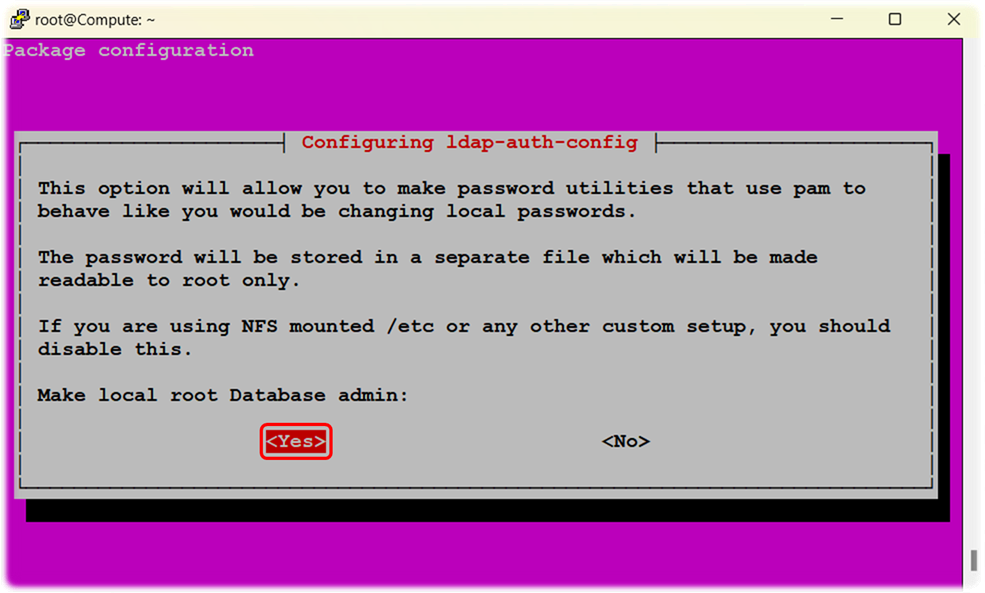 root@Compute: ~
Package configuration
Configuring ldap-auth-config
This option will allow you to make password utilities that use pam to
behave like you would be changing local passwords.
The password will be stored in a separate file which will be made
readable to root only.
If you are using NFS mounted /etc or any other custom setup, you should
disable this.
Make local root Database admin:
<Yes> <No>